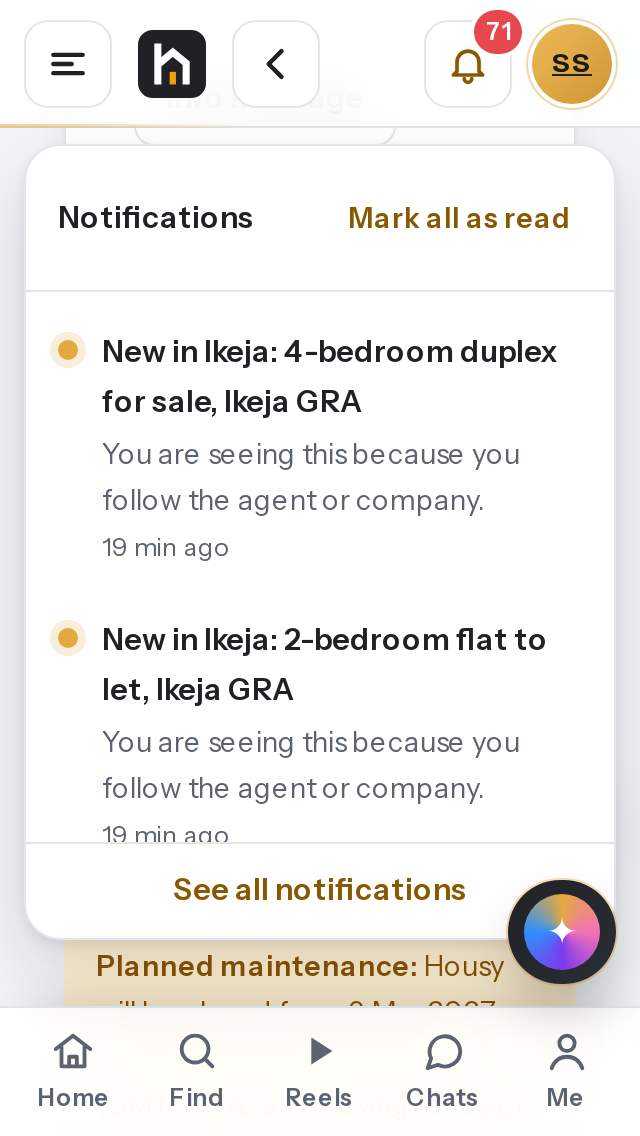 71
SS
Notifications
Mark all as read
New in Ikeja: 4-bedroom duplex
for sale, Ikeja GRA
You are seeing this because you
follow the agent or company.
19 min ago
New in Ikeja: 2-bedroom flat to
let, Ikeja GRA
You are seeing this because you
follow the agent or company.
19 min ago
See all notifications
Planned maintenance: Housy
Home
Find
Reels
Chats
Me